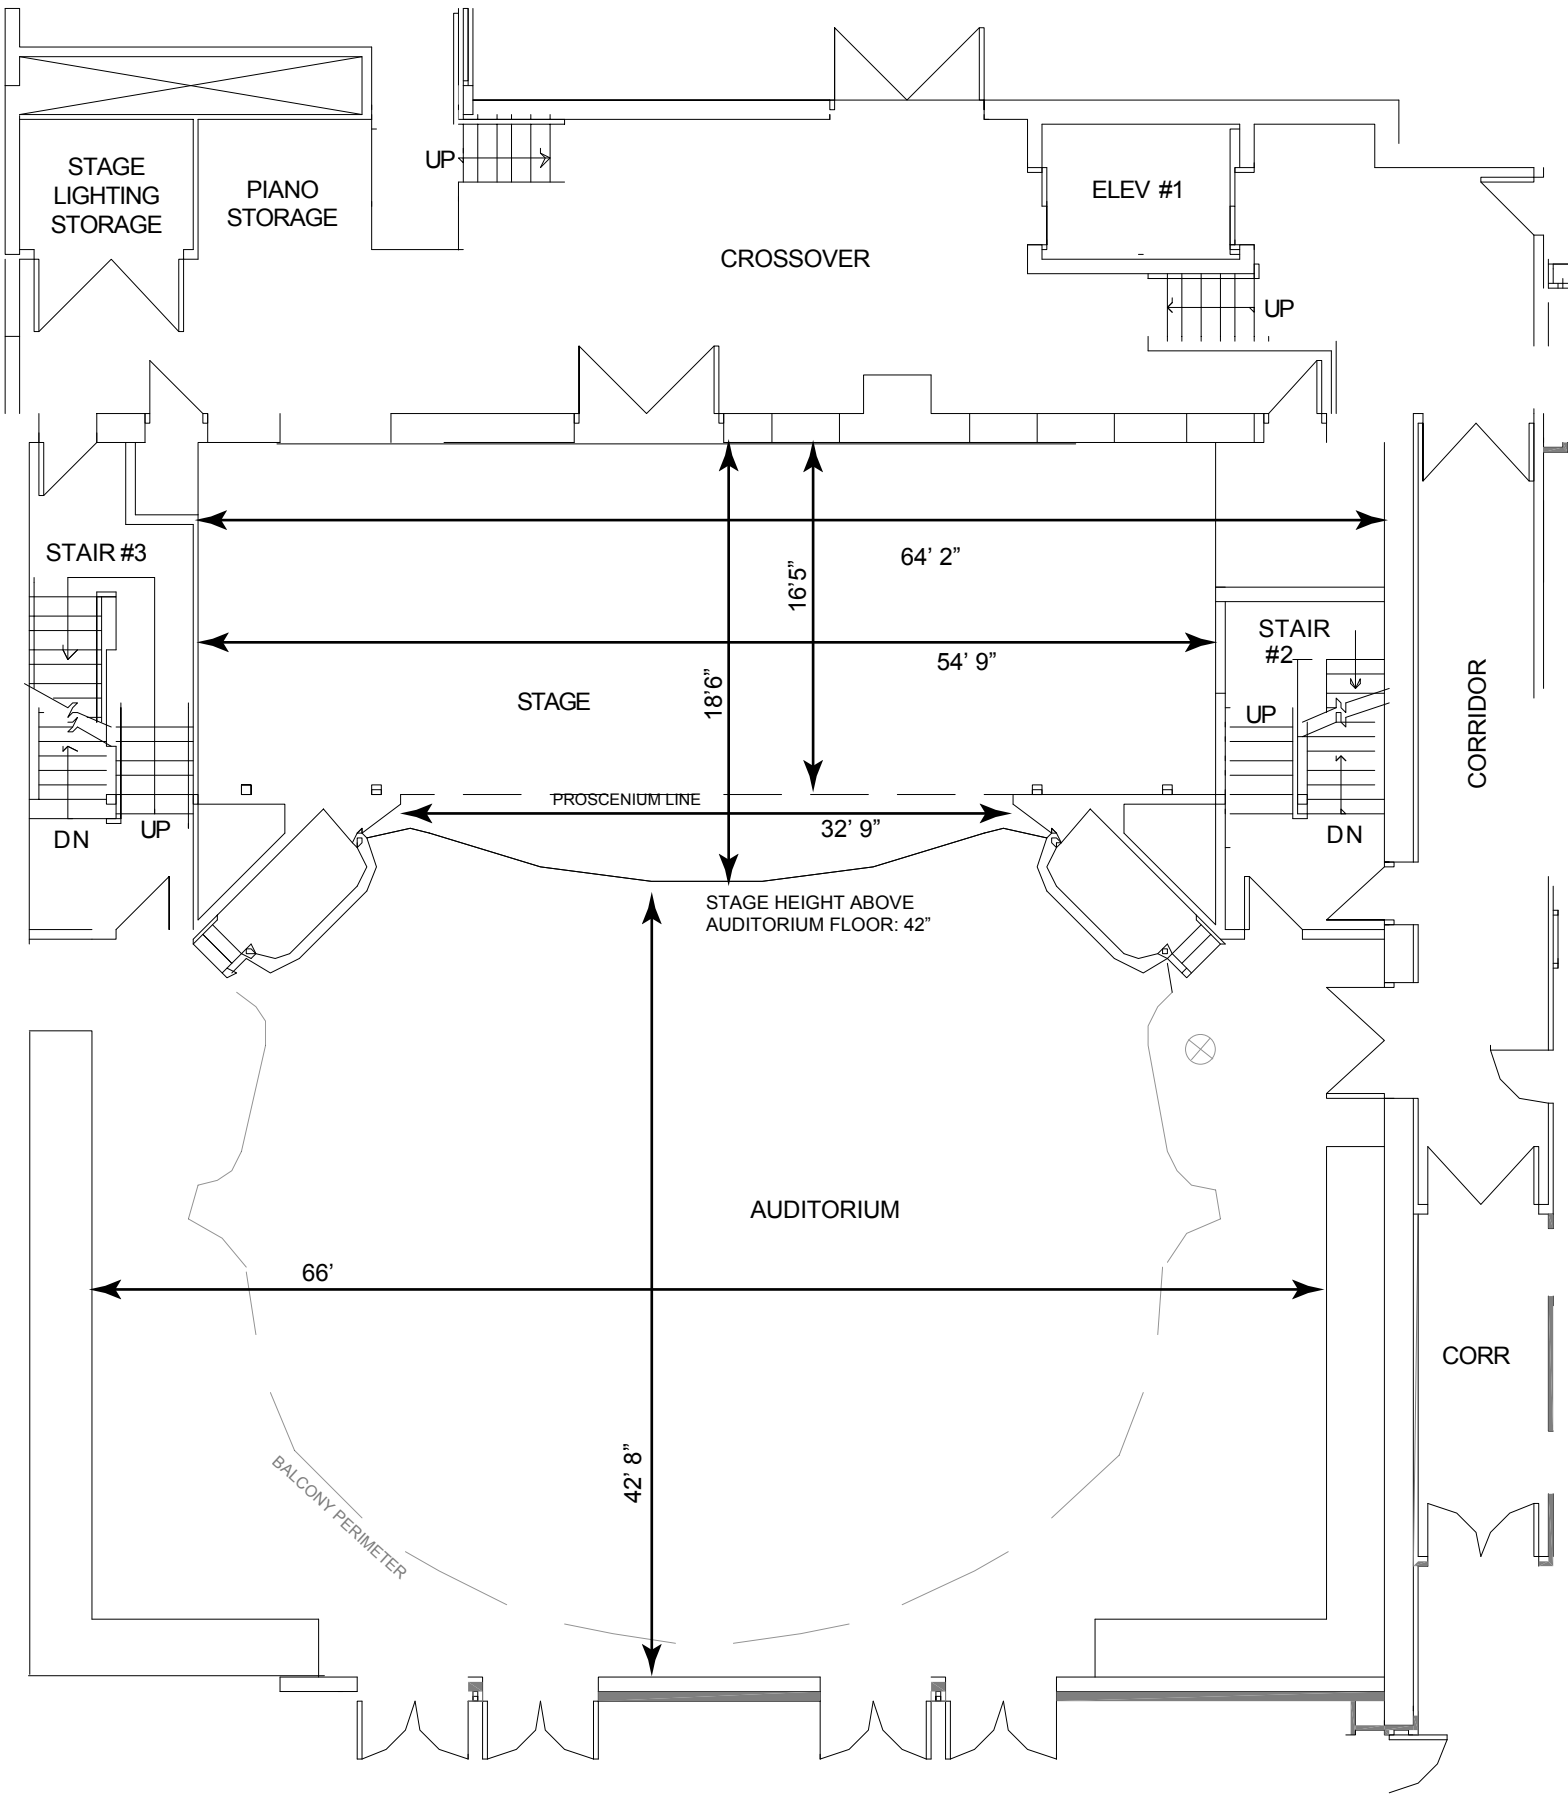 STAGE
LIGHTING
STORAGE
PIANO
STORAGE
UP
ELEV #1
CROSSOVER
UP
STAIR #3
64’ 2”
16’5”
STAIR
#2
54’ 9”
18’6”
STAGE
CORRIDOR
UP
PROSCENIUM LINE
32’ 9”
DN
UP
DN
STAGE HEIGHT ABOVE
AUDITORIUM FLOOR: 42”
AUDITORIUM
66’
CORR
42’ 8”
BALCONY PERIMETER